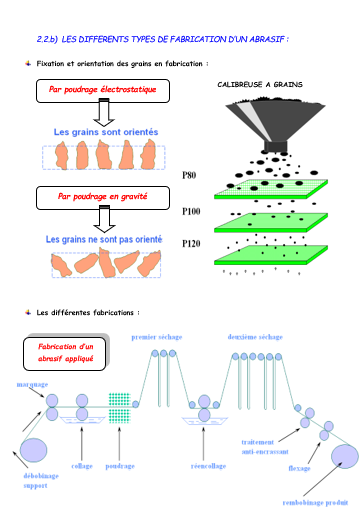 2.2.b) LES DIFFERENTS TYPES DE FABRICATION D'UN ABRASIF :
Fixation et orientation des grains en fabrication :
Par poudrage électrostatique
Les grains sont orientés
Par poudrage en gravité
Les grains ne sont pas orienté
CALIBREUSE A GRAINS
P80
P100
P120
Les différentes fabrications :
Fabrication d'un
abrasif appliqué
premier séchage
deuxième séchage
marquage
débobinage
support
collage
poudrage
réencollage
traitement
anti-encrassant
flexage
rembobinage produit